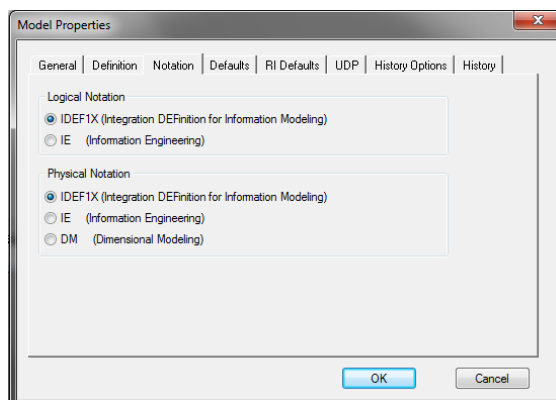 Model Properties
General Definition Notation Defaults RI Defaults UDP History Options History
Logical Notation
IDEF1X (Integration DEFinition for Information Modeling)
IE (Information Engineering)
Physical Notation
IDEF1X (Integration DEFinition for Information Modeling)
IE (Information Engineering)
DM (Dimensional Modeling)
OK Cancel